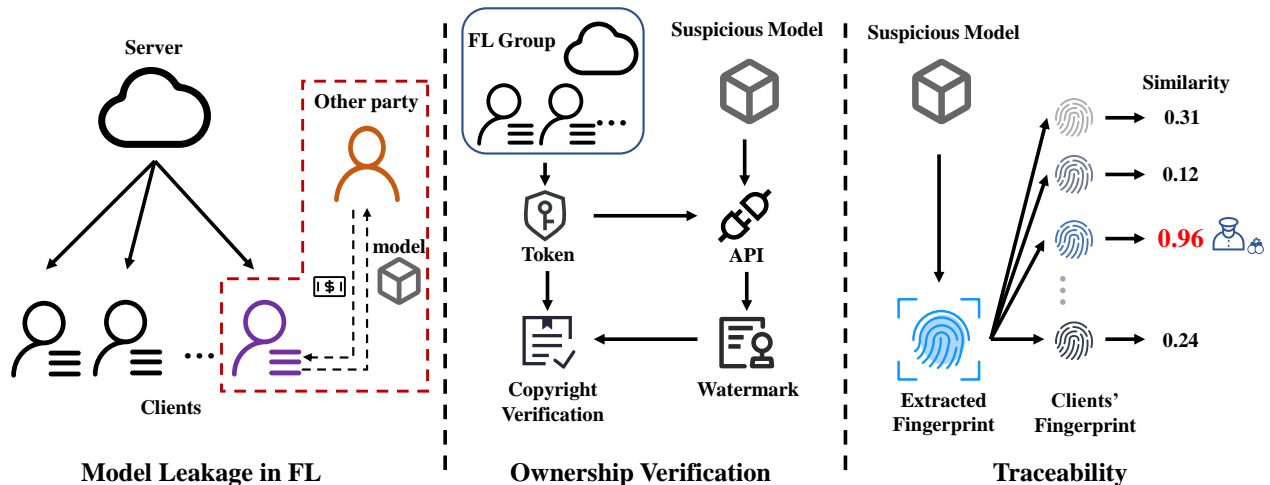 Server
Other party
model
$
...
Clients
Model Leakage in FL
FL Group
...
Suspicious Model
Token
API
Copyright
Verification
Watermark
Ownership Verification
Suspicious Model
Similarity
0.31
0.12
0.96
0.24
Extracted
Fingerprint
Clients’
Fingerprint
Traceability